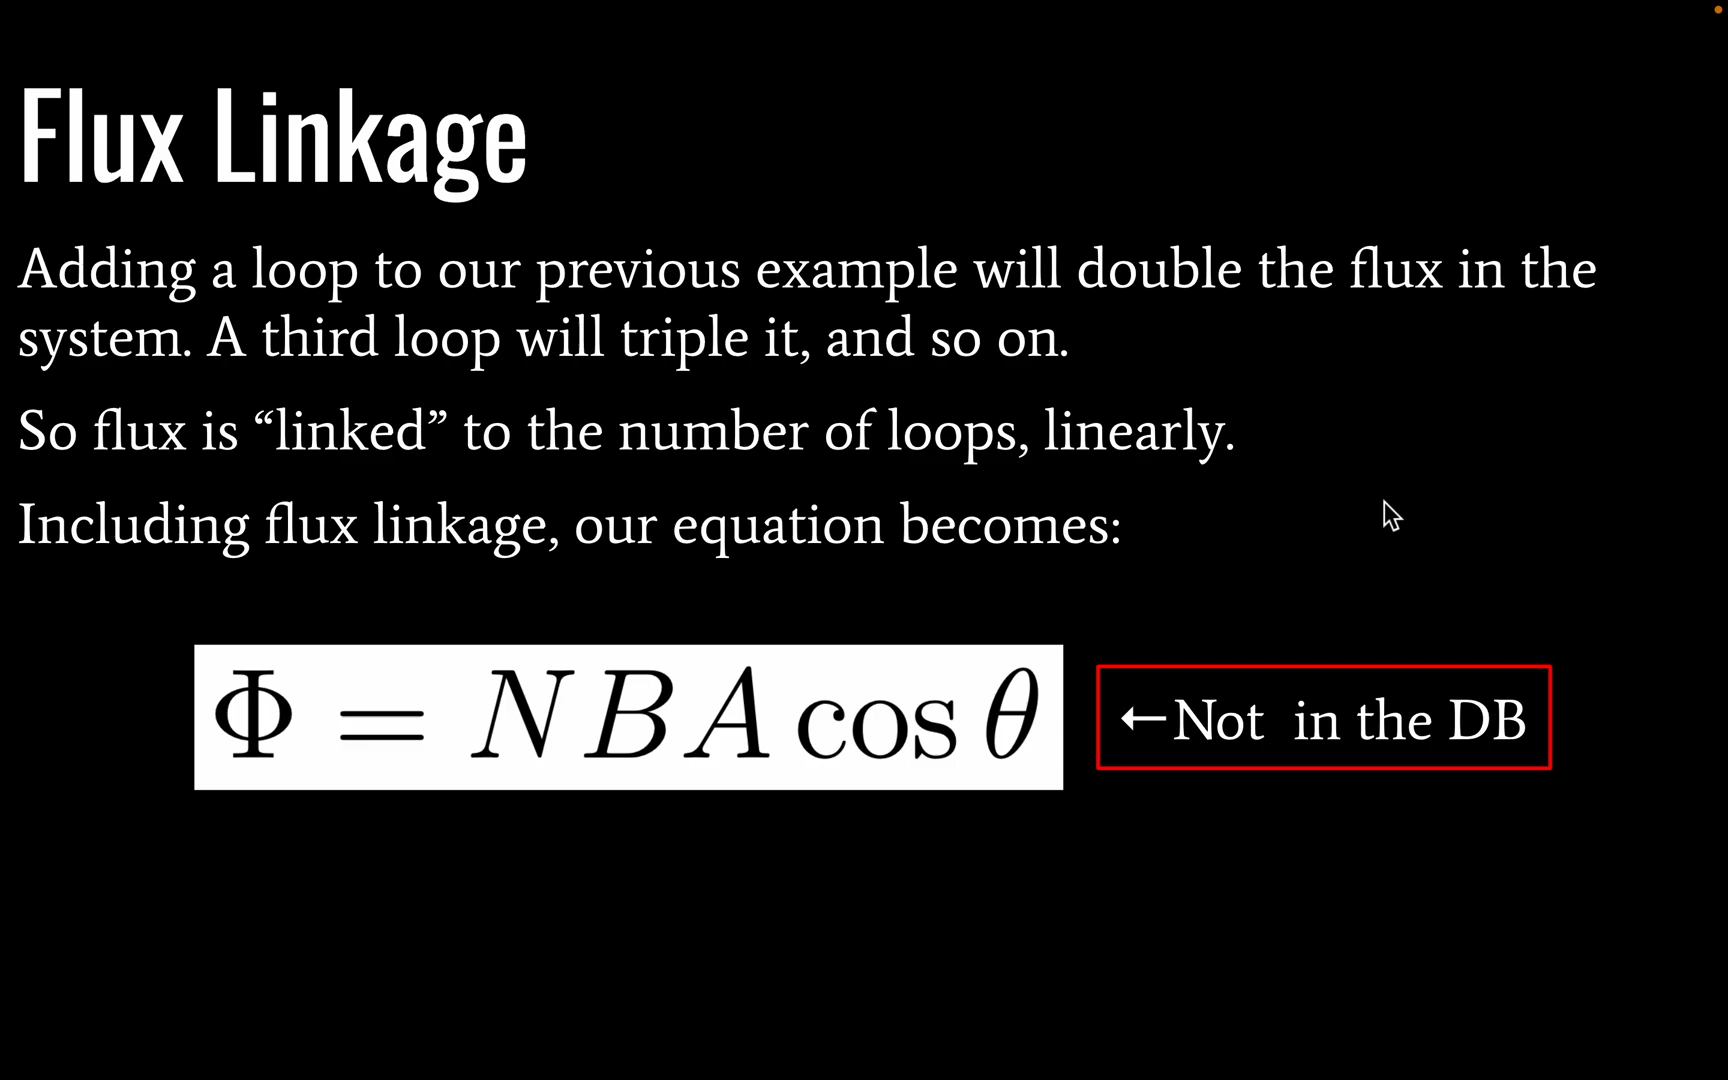 Flux Linkage
Adding a loop to our previous example will double the flux in the
system. A third loop will triple it, and so on.
So flux is “linked” to the number of loops, linearly.
Including flux linkage, our equation becomes:
Φ = NBA cos θ
←Not in the DB